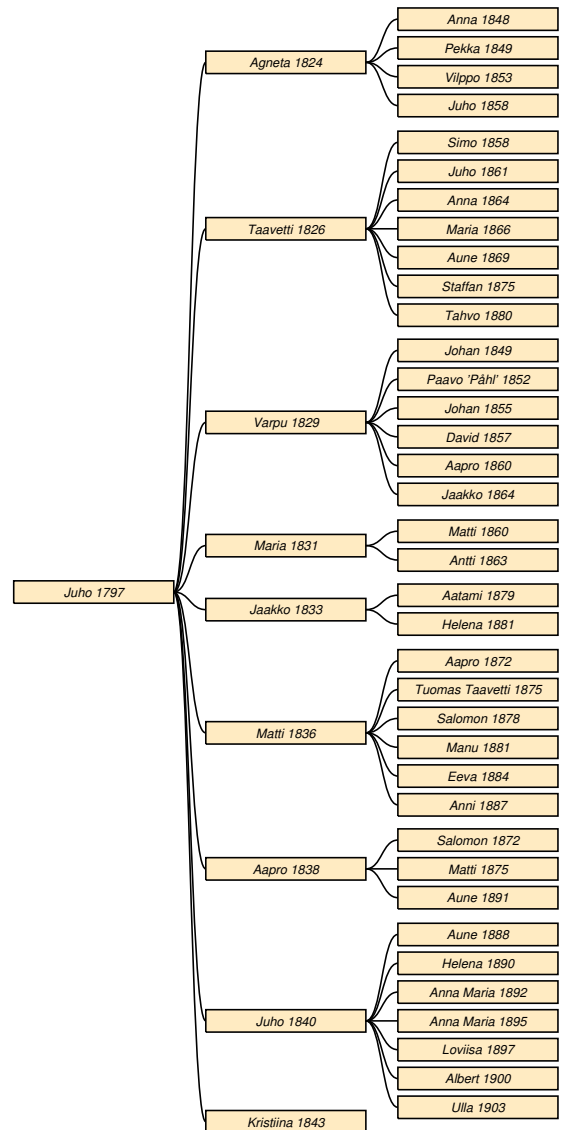 Juho 1797
Agneta 1824
Anna 1848
Pekka 1849
Vilppo 1853
Juho 1858
Taavetti 1826
Simo 1858
Juho 1861
Anna 1864
Maria 1866
Aune 1869
Staffan 1875
Tahvo 1880
Varpu 1829
Johan 1849
Paavo 'Påhl' 1852
Johan 1855
David 1857
Aapro 1860
Jaakko 1864
Maria 1831
Matti 1860
Antti 1863
Jaakko 1833
Aatami 1879
Helena 1881
Matti 1836
Aapro 1872
Tuomas Taavetti 1875
Salomon 1878
Manu 1881
Eeva 1884
Anni 1887
Aapro 1838
Salomon 1872
Matti 1875
Aune 1891
Juho 1840
Aune 1888
Helena 1890
Anna Maria 1892
Anna Maria 1895
Loviisa 1897
Albert 1900
Ulla 1903
Kristiina 1843